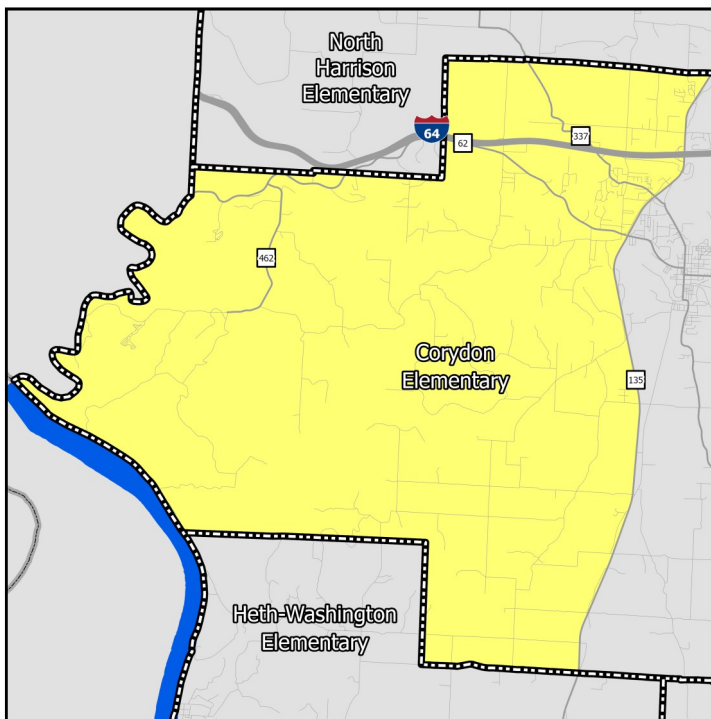 North
Harrison
Elementary
64
62
337
462
Corydon
Elementary
135
Heth-Washington
Elementary